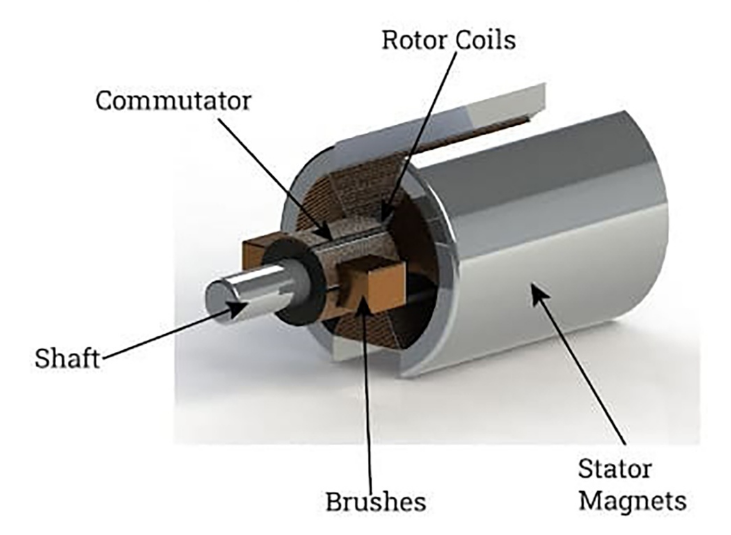 Rotor Coils
Commutator
Shaft
Brushes
Stator
Magnets